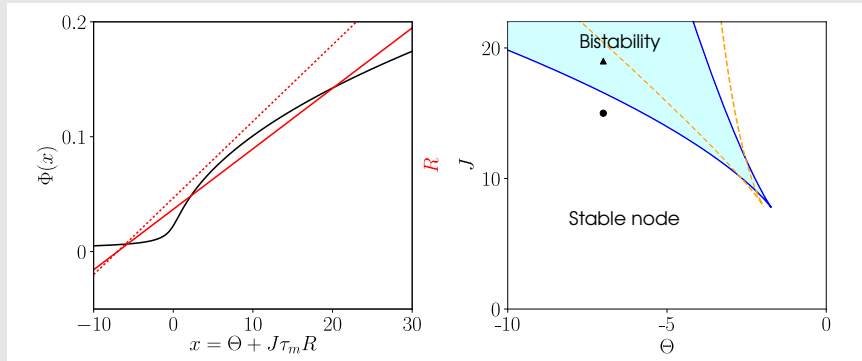 0.2
0.1
0
Φ(x)
−10
0
10
20
30
x = Θ + JτₘR
R
J
20
10
0
Bistability
Stable node
-10
-5
0
Θ